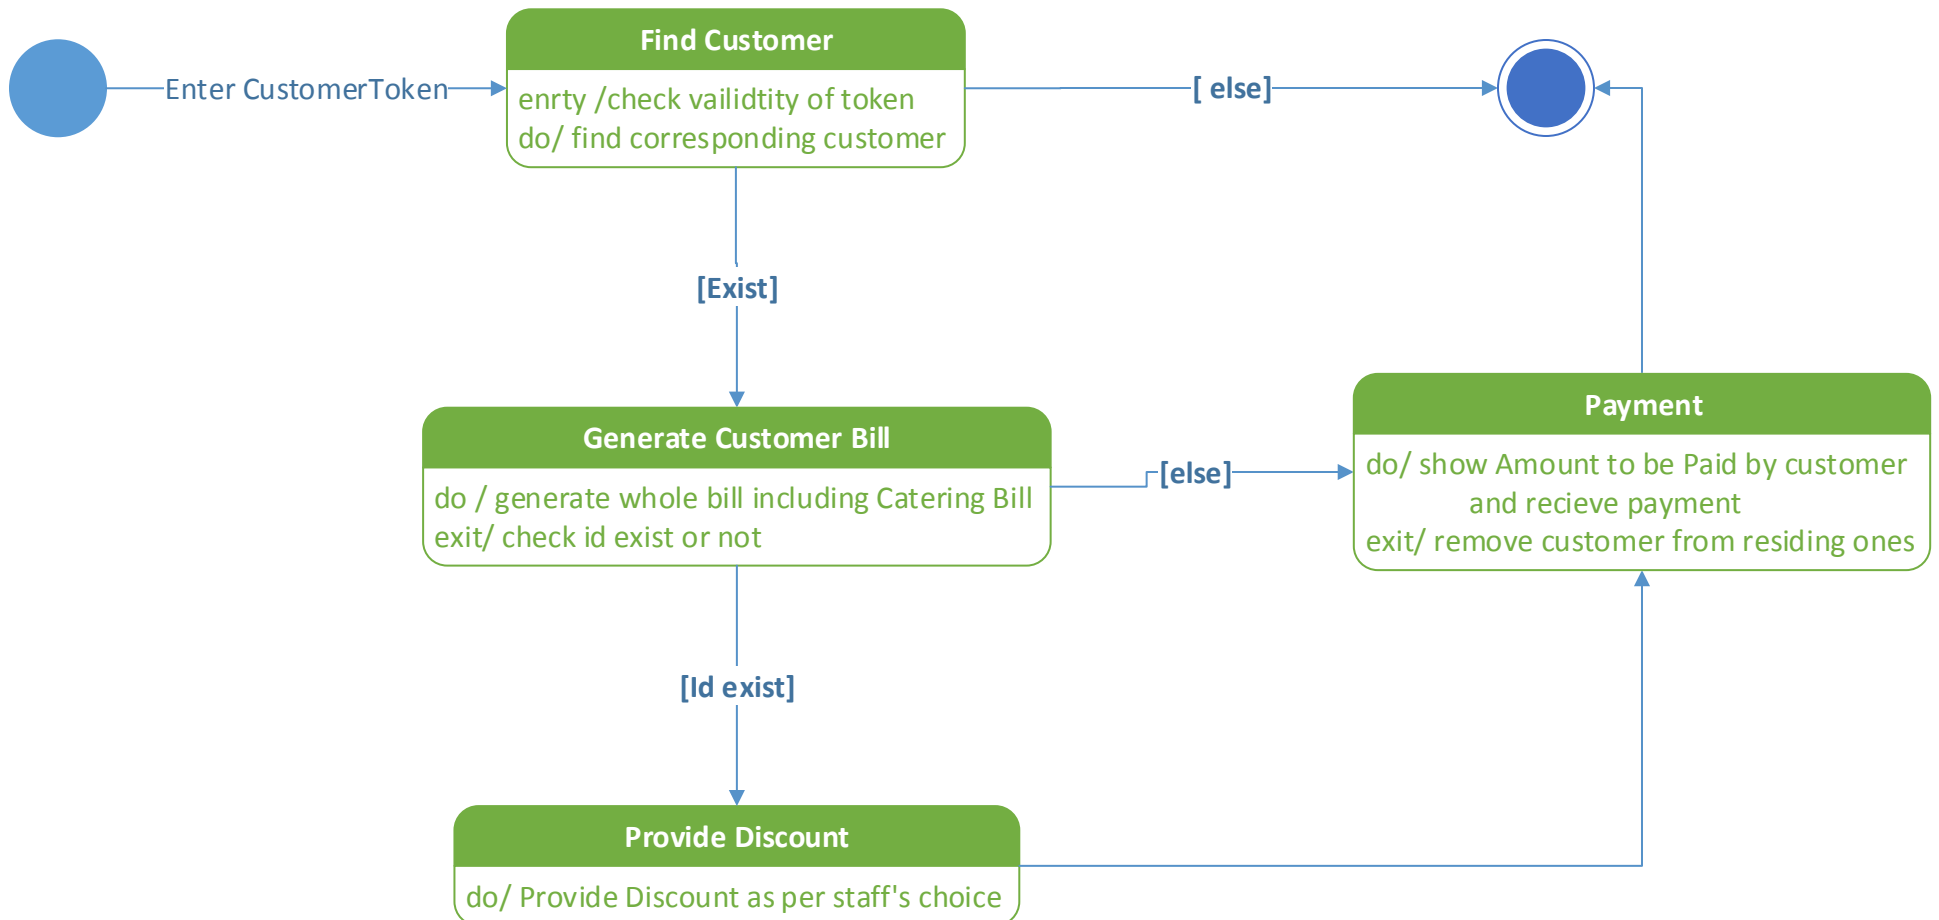 Find Customer
Enter CustomerToken
enrty /check vailidtity of token
do/ find corresponding customer
[ else]
[Exist]
Generate Customer Bill
do / generate whole bill including Catering Bill
exit/ check id exist or not
[else]
Payment
do/ show Amount to be Paid by customer
and recieve payment
exit/ remove customer from residing ones
[Id exist]
Provide Discount
do/ Provide Discount as per staff's choice